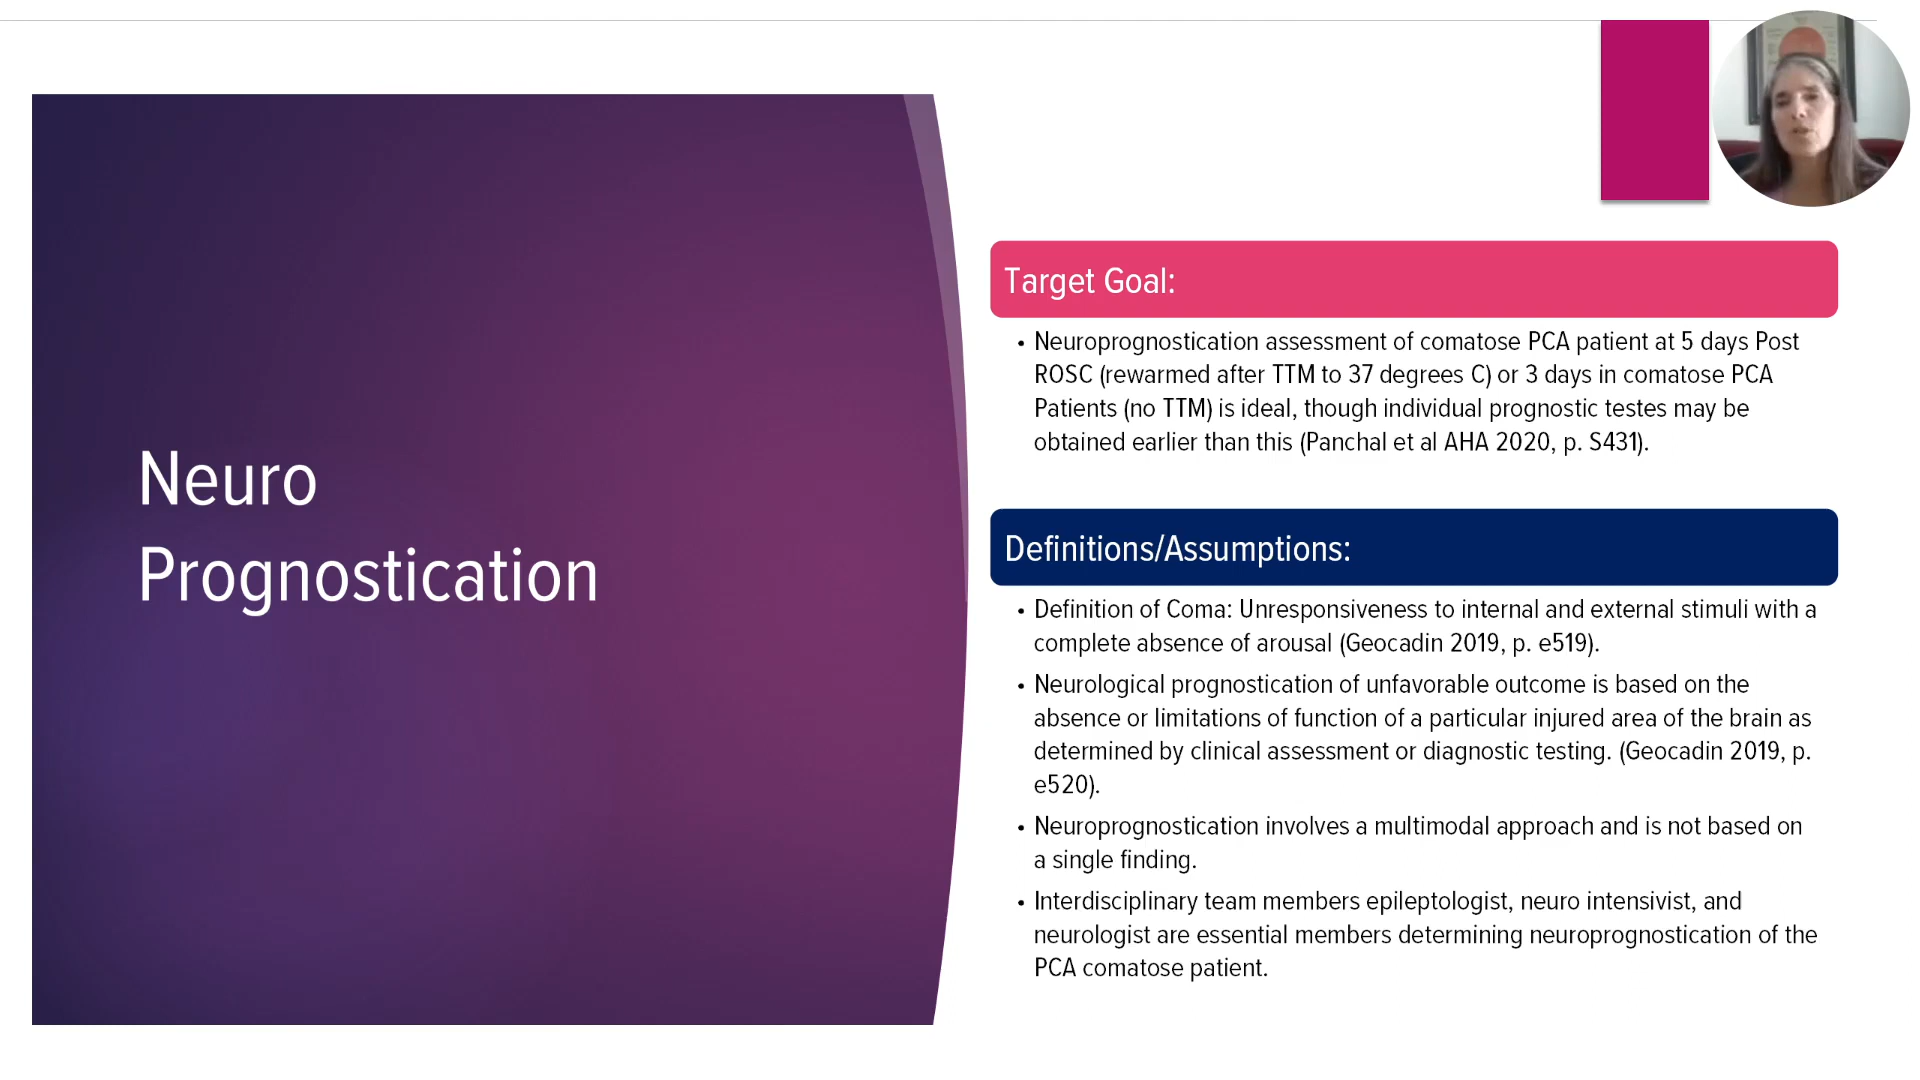 Neuro
Prognostication
Target Goal:
• Neuroprognostication assessment of comatose PCA patient at 5 days Post
ROSC (rewarmed after TTM to 37 degrees C) or 3 days in comatose PCA
Patients (no TTM) is ideal, though individual prognostic testes may be
obtained earlier than this (Panchal et al AHA 2020, p. S431).
Definitions/Assumptions:
• Definition of Coma: Unresponsiveness to internal and external stimuli with a
complete absence of arousal (Geocadin 2019, p. e519).
• Neurological prognostication of unfavorable outcome is based on the
absence or limitations of function of a particular injured area of the brain as
determined by clinical assessment or diagnostic testing. (Geocadin 2019, p.
e520).
• Neuroprognostication involves a multimodal approach and is not based on
a single finding.
• Interdisciplinary team members epileptologist, neuro intensivist, and
neurologist are essential members determining neuroprognostication of the
PCA comatose patient.